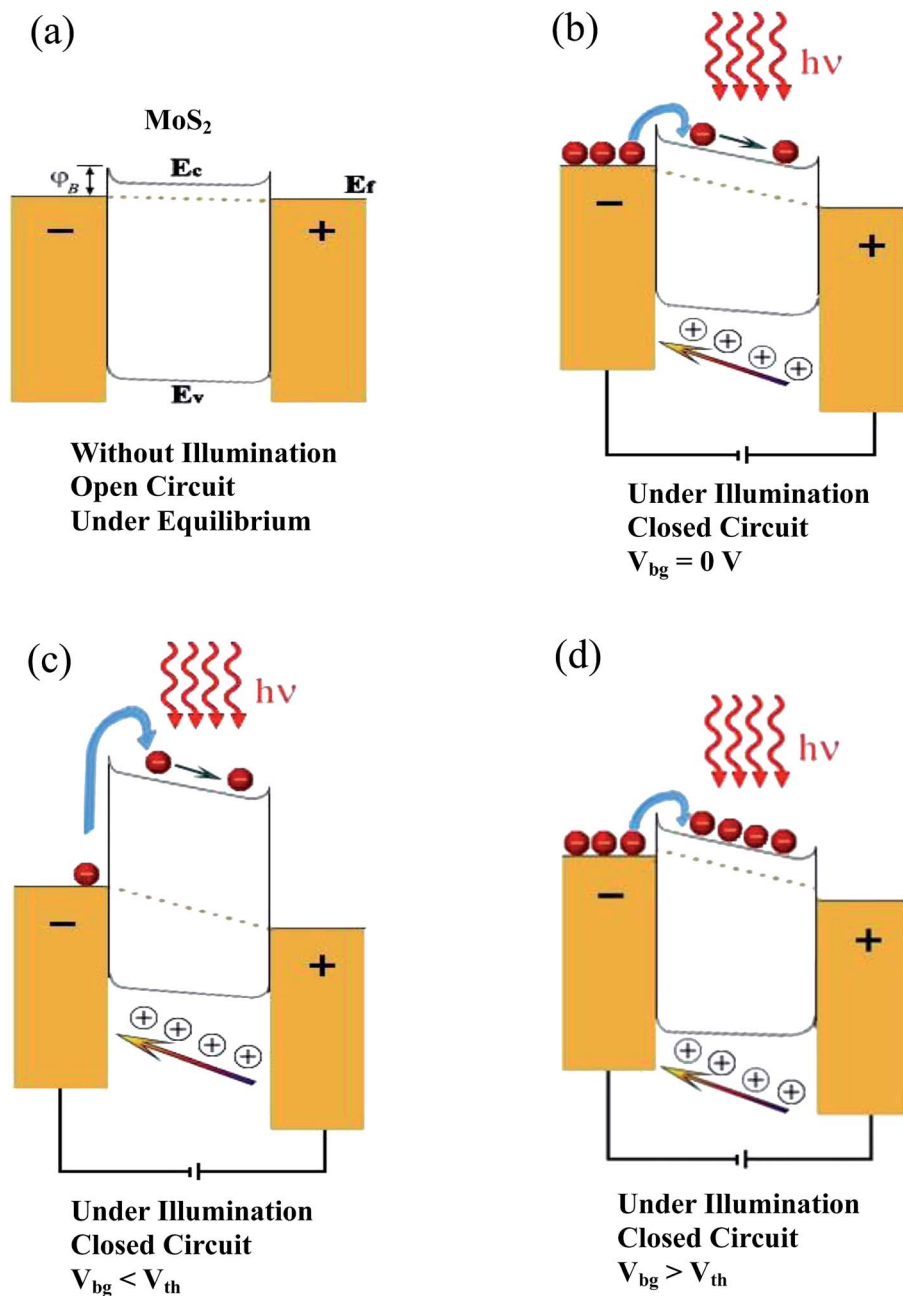 (a)
MoS₂
φB
Ec
Ef
−
+
Ev
Without Illumination
Open Circuit
Under Equilibrium
(b)
hν
−
+
Under Illumination
Closed Circuit
Vbg = 0 V
(c)
hν
−
+
Under Illumination
Closed Circuit
Vbg < Vth
(d)
hν
−
+
Under Illumination
Closed Circuit
Vbg > Vth